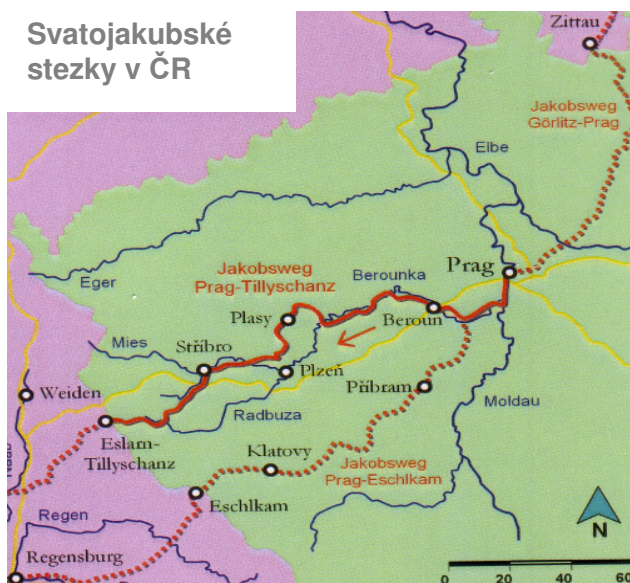 Svatojakubské
stezky v ČR
Zittau
Jakobsweg
Görlitz-Prag
Elbe
Prag
Eger
Jakobsweg
Prag-Tillyschanz
Berounka
Plasy
Beroun
Mies
Stříbro
Plzeň
Příbram
Weiden
Radbuza
Moldau
Eslarn-
Tillyschanz
Klatovy
Jakobsweg
Prag-Eschlkam
Naab
Eschlkam
Regen
N
Regensburg
0 20 40 60